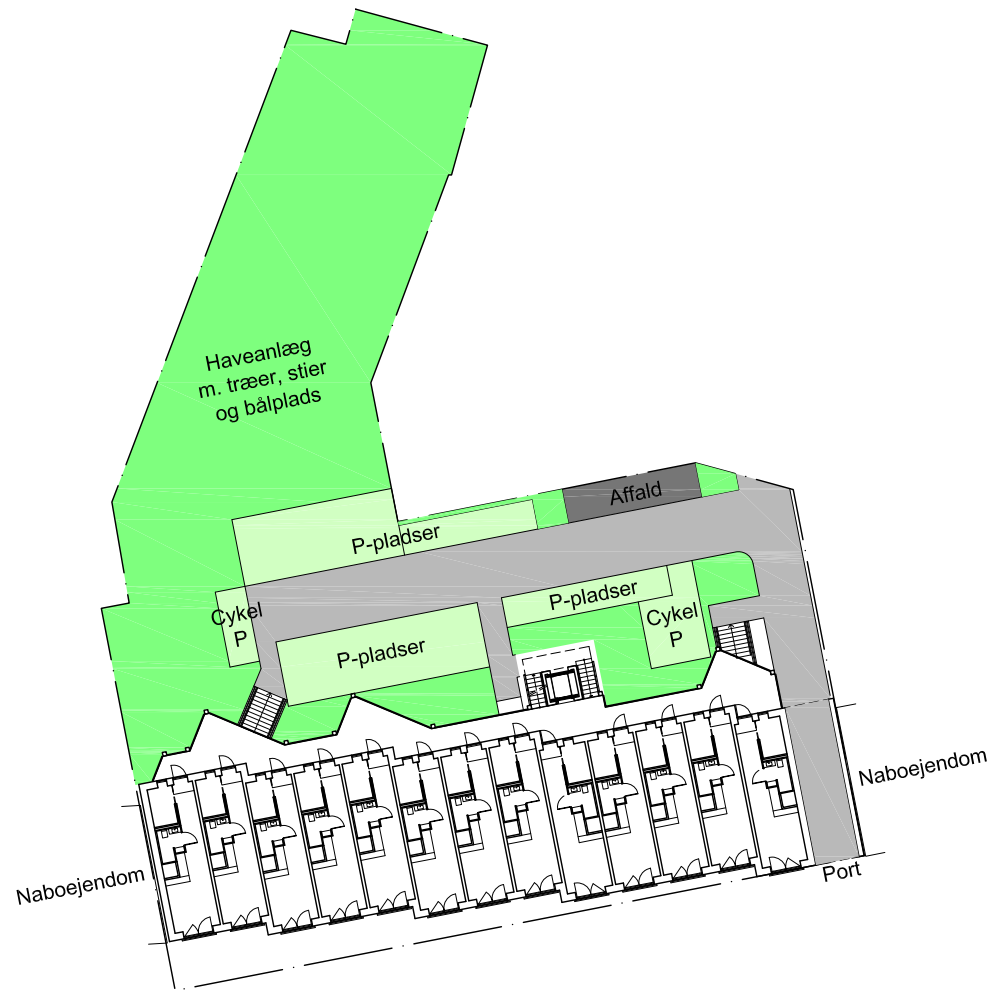 Haveanlæg
m. træer, stier
og bålplads
Affald
P-pladser
P-pladser
Cykel
P
Cykel
P
P-pladser
Naboejendom
Naboejendom
Port